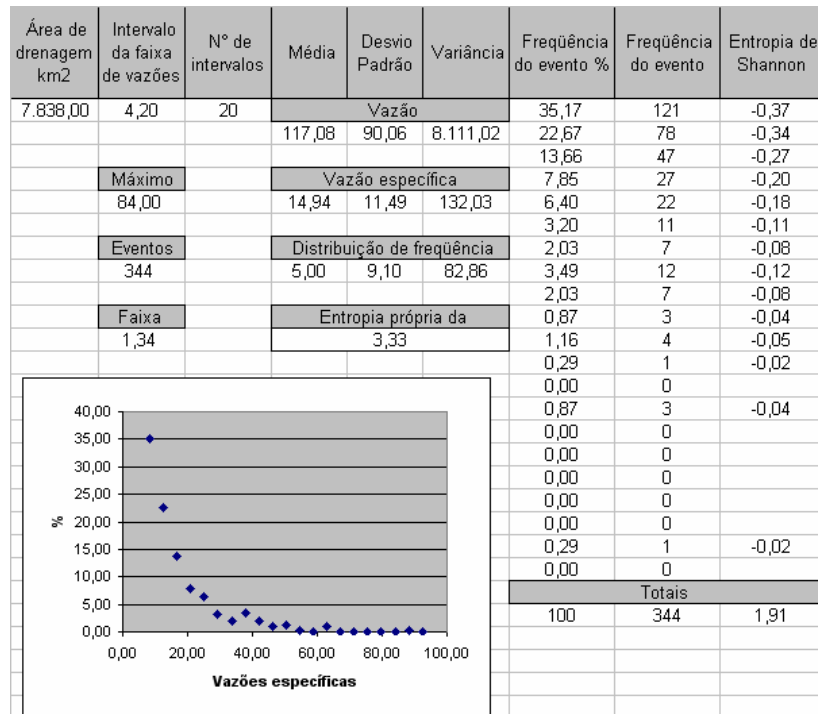 Área de drenagem km2 Intervalo da faixa de vazões N° de intervalos Média Desvio Padrão Variância Freqüência do evento % Freqüência do evento Entropia de Shannon
7.838,00 4,20 20 Vazão 35,17 121 -0,37
117,08 90,06 8.111,02 22,67 78 -0,34
13,66 47 -0,27
Máximo Vazão específica 7,85 27 -0,20
84,00 14,94 11,49 132,03 6,40 22 -0,18
3,20 11 -0,11
Eventos Distribuição de freqüência 2,03 7 -0,08
344 5,00 9,10 82,86 3,49 12 -0,12
2,03 7 -0,08
Faixa Entropia própria da 0,87 3 -0,04
1,34 3,33 1,16 4 -0,05
0,29 1 -0,02
0,00 0
0,87 3 -0,04
0,00 0
0,00 0
0,00 0
0,00 0
0,00 0
0,29 1 -0,02
0,00 0
Totais
100 344 1,91
40,00
35,00
30,00
25,00
20,00
15,00
10,00
5,00
0,00
%
0,00 20,00 40,00 60,00 80,00 100,00
Vazões específicas